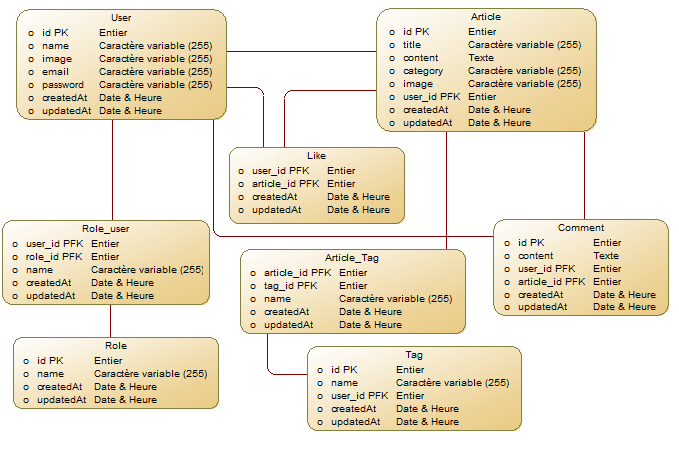 User
id PK Entier
name Caractère variable (255)
image Caractère variable (255)
email Caractère variable (255)
password Caractère variable (255)
createdAt Date & Heure
updatedAt Date & Heure
Article
id PK Entier
title Caractère variable (255)
content Texte
category Caractère variable (255)
image Caractère variable (255)
user_id PFK Entier
createdAt Date & Heure
updatedAt Date & Heure
Like
user_id PFK Entier
article_id PFK Entier
createdAt Date & Heure
updatedAt Date & Heure
Role_user
user_id PFK Entier
role_id PFK Entier
name Caractère variable (255)
createdAt Date & Heure
updatedAt Date & Heure
Comment
id PK Entier
content Texte
user_id PFK Entier
article_id PFK Entier
createdAt Date & Heure
updatedAt Date & Heure
Article_Tag
article_id PFK Entier
tag_id PFK Entier
name Caractère variable (255)
createdAt Date & Heure
updatedAt Date & Heure
Role
id PK Entier
name Caractère variable (255)
createdAt Date & Heure
updatedAt Date & Heure
Tag
id PK Entier
name Caractère variable (255)
user_id PFK Entier
createdAt Date & Heure
updatedAt Date & Heure